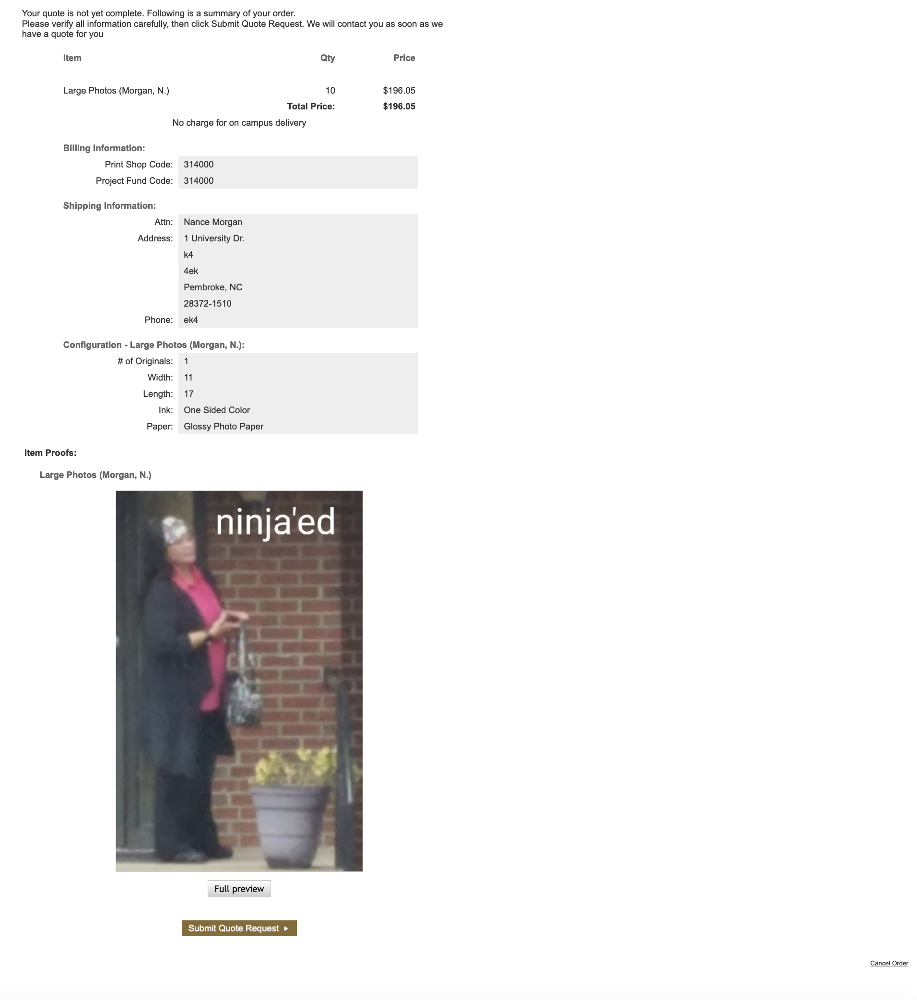 Your quote is not yet complete. Following is a summary of your order.
Please verify all information carefully, then click Submit Quote Request. We will contact you as soon as we
have a quote for you
Item Qty Price
Large Photos (Morgan, N.) 10 $196.05
Total Price: $196.05
No charge for on campus delivery
Billing Information:
Print Shop Code: 314000
Project Fund Code: 314000
Shipping Information:
Attn: Nance Morgan
Address: 1 University Dr.
k4
4ek
Pembroke, NC
28372-1510
Phone: ek4
Configuration - Large Photos (Morgan, N.):
# of Originals: 1
Width: 11
Length: 17
Ink: One Sided Color
Paper: Glossy Photo Paper
Item Proofs:
Large Photos (Morgan, N.)
ninja'ed
Full preview
Submit Quote Request
Cancel Order